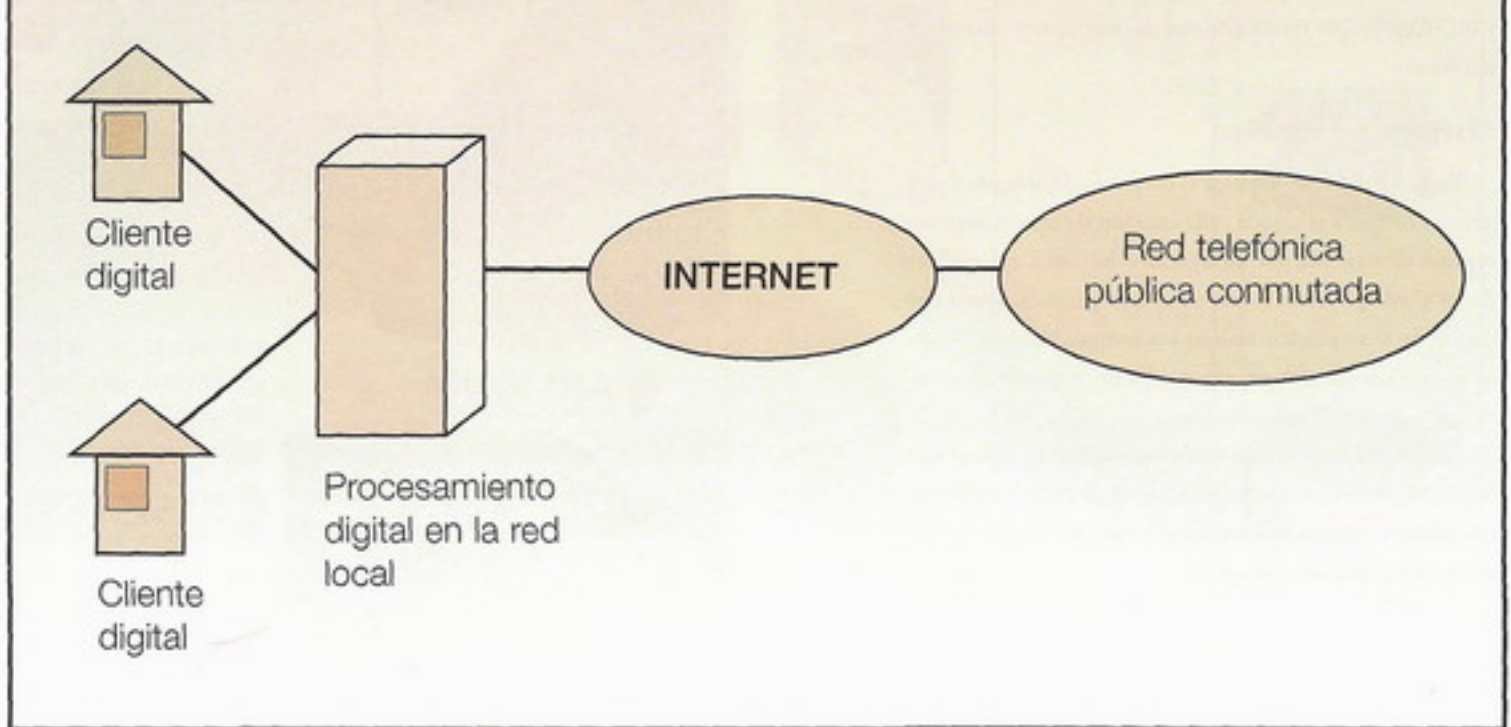 Cliente
digital
Procesamiento
digital en la red
local
Cliente
digital
INTERNET
Red telefónica
pública conmutada